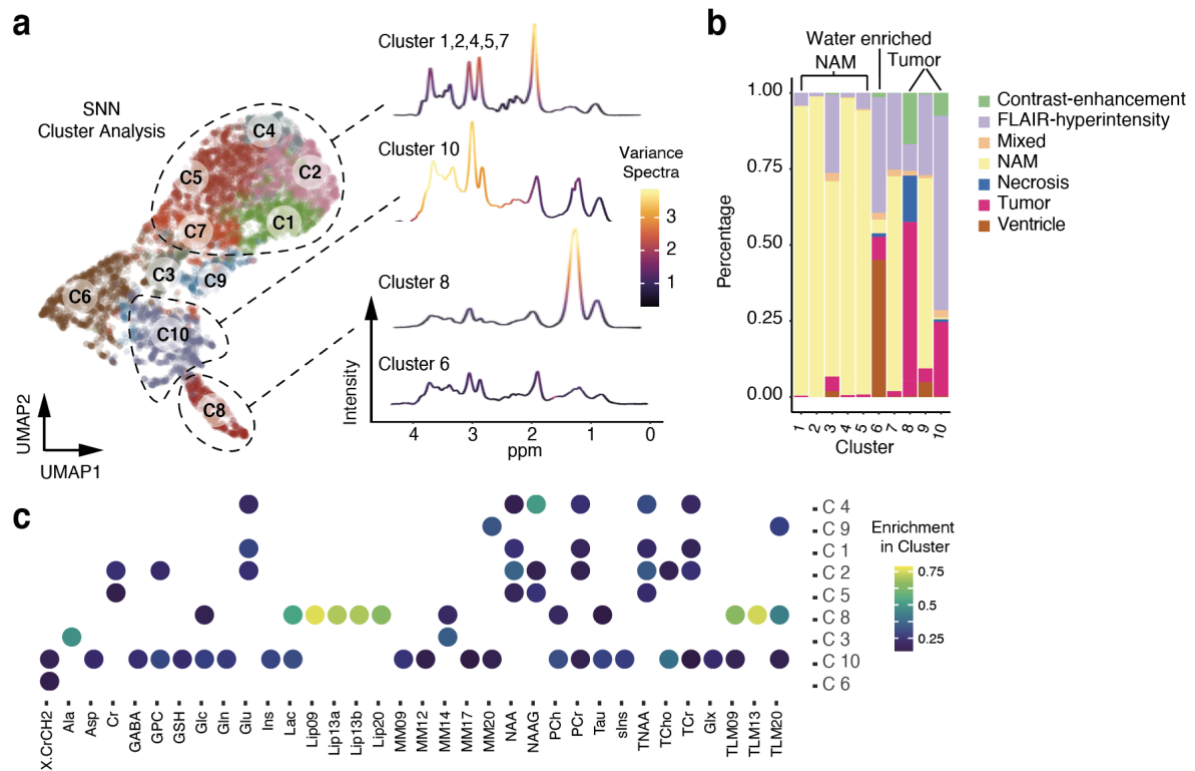 a
SNN
Cluster Analysis
C4
C5
C2
C7
C1
C3
C9
C6
C10
C8
UMAP2
UMAP1
Cluster 1,2,4,5,7
Cluster 10
Cluster 8
Cluster 6
Variance
Spectra
3
2
1
Intensity
4 3 2 1 0
ppm
b
Water enriched
NAM Tumor
1.00
0.75
0.50
0.25
0.00
Percentage
1 2 3 4 5 6 7 8 9 10
Cluster
Contrast-enhancement
FLAIR-hyperintensity
Mixed
NAM
Necrosis
Tumor
Ventricle
c
C 4
C 9
C 1
C 2
C 5
C 8
C 3
C 10
C 6
Enrichment
in Cluster
0.75
0.5
0.25
X.CrCH2
Ala
Asp
Cr
GABA
GPC
GSH
Glc
Gln
Glu
Ins
Lac
Lip09
Lip13a
Lip13b
Lip20
MM09
MM12
MM14
MM17
MM20
NAA
NAAG
PCh
PCr
Tau
sIns
TNAA
TCho
TCr
Glx
TLM09
TLM13
TLM20